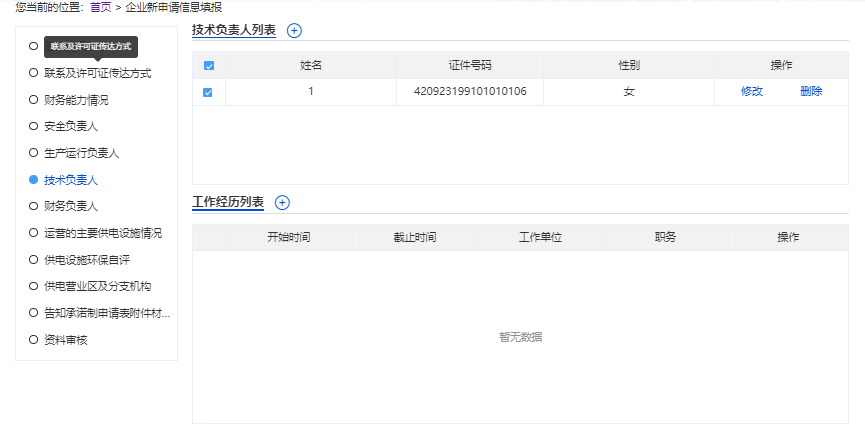 您当前的位置: 首页 > 企业新申请信息填报
联系及许可证传达方式
联系及许可证传达方式
财务能力情况
安全负责人
生产运行负责人
技术负责人
财务负责人
运营的主要供电设施情况
供电设施环保自评
供电营业区及分支机构
告知承诺制申请表附件材...
资料审核
技术负责人列表
姓名 证件号码 性别 操作
1 420923199101010106 女 修改 删除
工作经历列表
开始时间 截止时间 工作单位 职务 操作
暂无数据